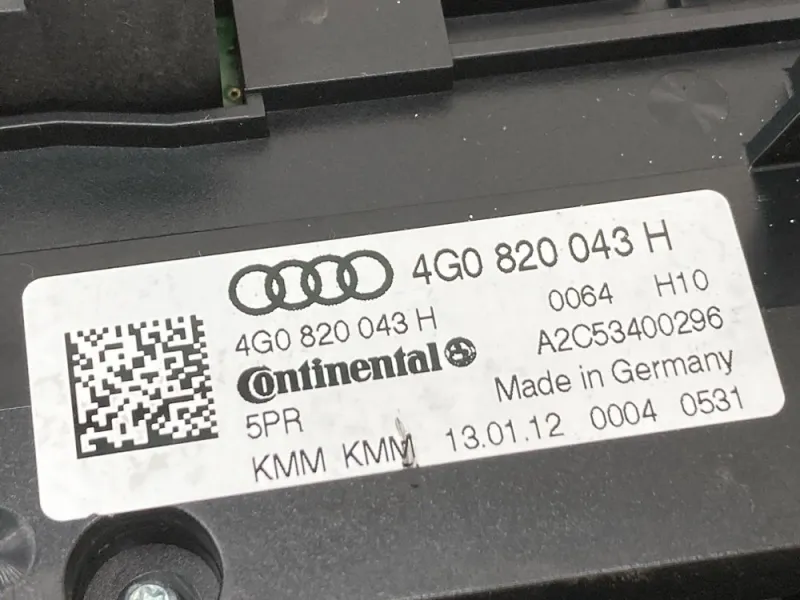 4G0 820 043 H
4G0 820 043 H 0064 H10
Continental A2C53400296
5PR Made in Germany
KMM KMM 13.01.12 0004 0531